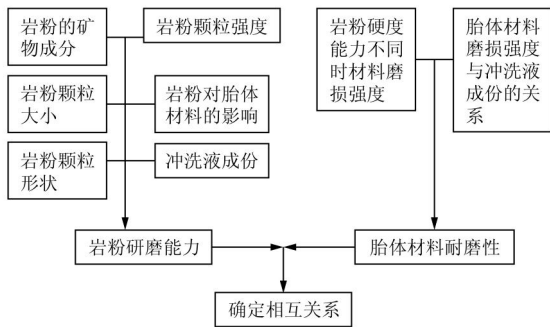 岩粉的矿
物成分
岩粉颗粒强度
岩粉颗粒
大小
岩粉对胎体
材料的影响
岩粉颗粒
形状
冲洗液成份
岩粉硬度
能力不同
时材料磨
损强度
胎体材料
磨损强度
与冲洗液
成份的关
系
岩粉研磨能力
胎体材料耐磨性
确定相互关系